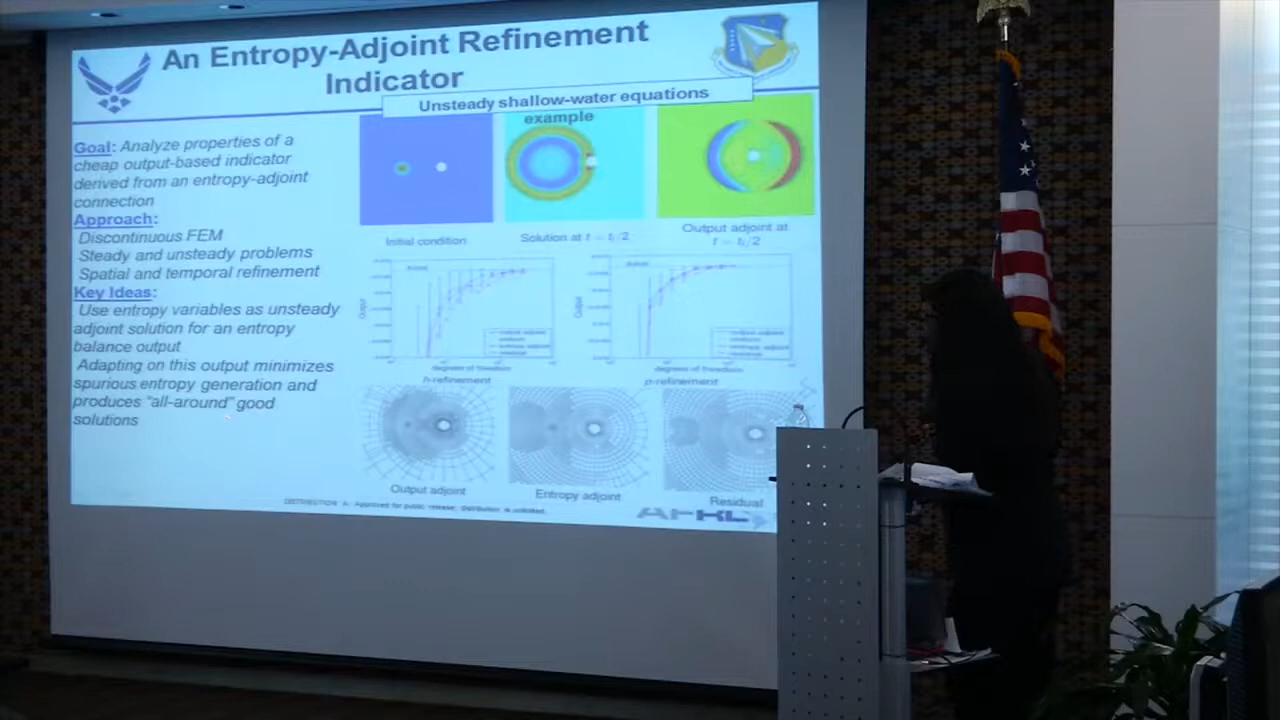 An Entropy-Adjoint Refinement
Indicator
Unsteady shallow-water equations
example
Goal: Analyze properties of a
cheap output-based indicator
derived from an entropy-adjoint
connection
Approach:
Discontinuous FEM
Steady and unsteady problems
Spatial and temporal refinement
Key Ideas:
Use entropy variables as unsteady
adjoint solution for an entropy
balance output
Adapting on this output minimizes
spurious entropy generation and
produces "all-around" good
solutions
Initial condition
Solution at
Output adjoint at
Output
degrees of freedom
h-refinement
Output
degrees of freedom
p-refinement
Output adjoint
Entropy adjoint
Residual
DISTRIBUTION A: Approved for public release; distribution is unlimited.
AFRL